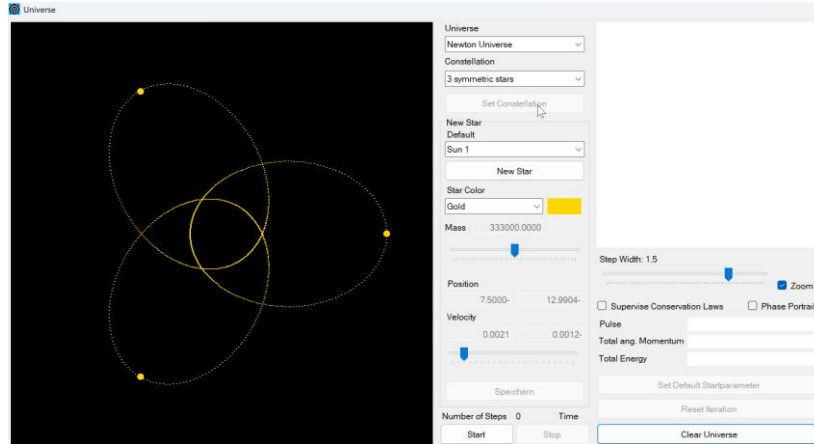 Universe
Universe
Newton Universe
Constellation
3 symmetric stars
Set Constellation
New Star
Default
Sun 1
New Star
Star Color
Gold
Mass 333000.0000
Position
7.5000- 12.9904-
Velocity
0.0021 0.0012-
Speichern
Number of Steps 0 Time
Start Stop
Step Width: 1.5
Zoom
Supervise Conservation Laws Phase Portrait
Pulse
Total ang. Momentum
Total Energy
Set Default Startparameter
Reset Iteration
Clear Universe